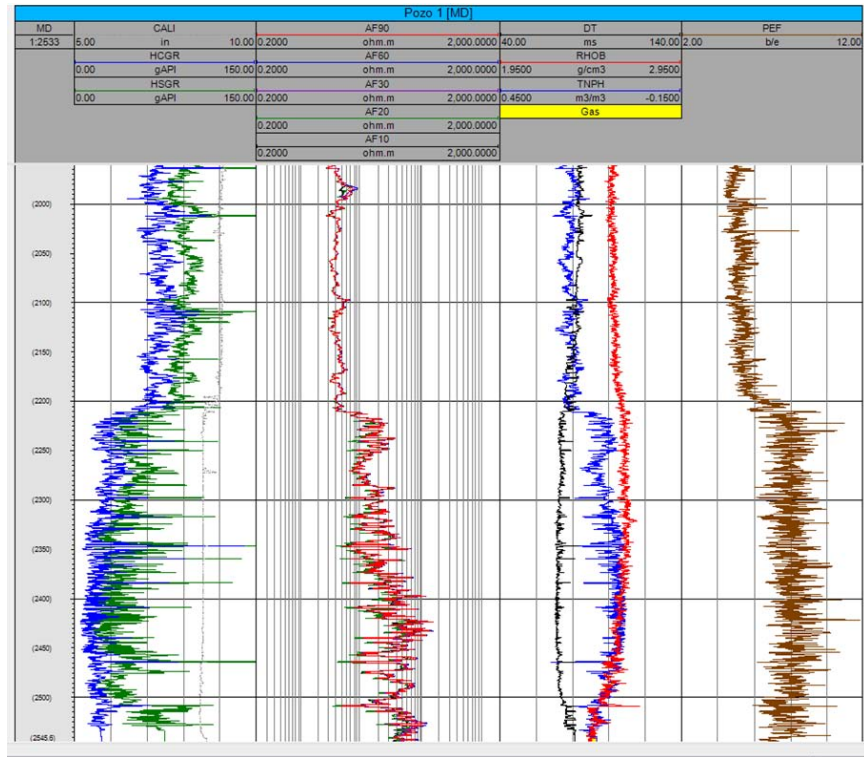 Pozo 1 [MD]
MD CALI AF90 DT PEF
1:2533 5.00 in 10.00 0.2000 ohm.m 2,000.0000 40.00 ms 140.00 2.00 b/e 12.00
HCGR AF60 RHOB
0.00 gAPI 150.00 0.2000 ohm.m 2,000.0000 1.9500 g/cm3 2.9500
HSGR AF30 TNPH
0.00 gAPI 150.00 0.2000 ohm.m 2,000.0000 0.4500 m3/m3 -0.1500
AF20 Gas
0.2000 ohm.m 2,000.0000
AF10
0.2000 ohm.m 2,000.0000
(2000)
(2050)
(2100)
(2150)
(2200)
(2250)
(2300)
(2350)
(2400)
(2450)
(2500)
(2545.6)